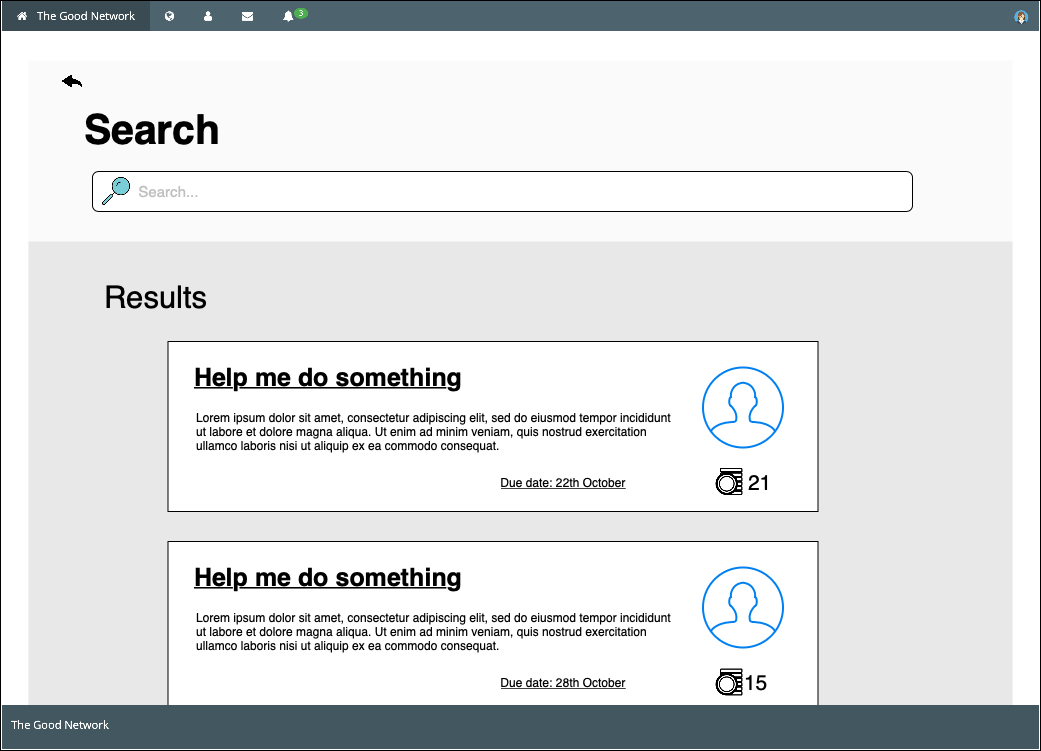 The Good Network
3
Search
Search...
Results
Help me do something
Lorem ipsum dolor sit amet, consectetur adipiscing elit, sed do eiusmod tempor incididunt
ut labore et dolore magna aliqua. Ut enim ad minim veniam, quis nostrud exercitation
ullamco laboris nisi ut aliquip ex ea commodo consequat.
Due date: 22th October
21
Help me do something
Lorem ipsum dolor sit amet, consectetur adipiscing elit, sed do eiusmod tempor incididunt
ut labore et dolore magna aliqua. Ut enim ad minim veniam, quis nostrud exercitation
ullamco laboris nisi ut aliquip ex ea commodo consequat.
Due date: 28th October
15
The Good Network